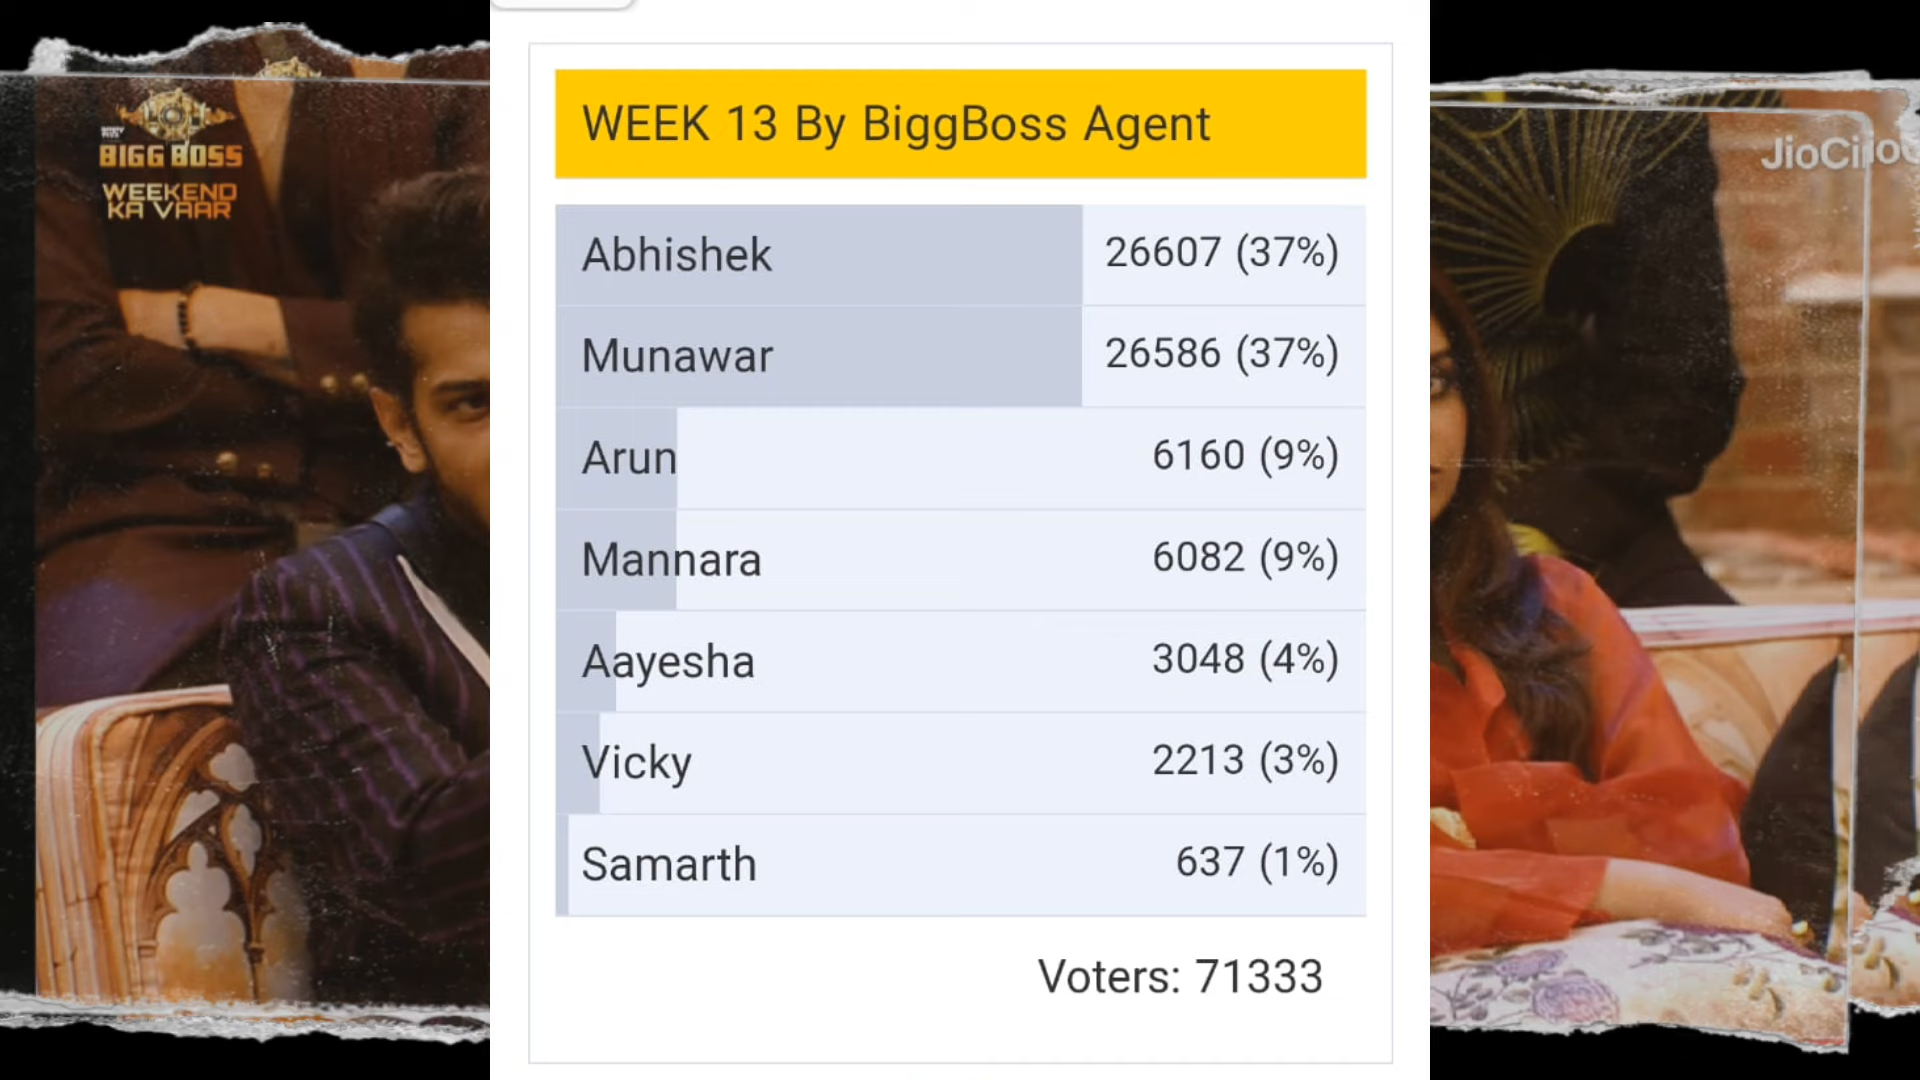 BIGG BOSS
WEEKEND
KA VAAR
WEEK 13 By BiggBoss Agent
Abhishek 26607 (37%)
Munawar 26586 (37%)
Arun 6160 (9%)
Mannara 6082 (9%)
Aayesha 3048 (4%)
Vicky 2213 (3%)
Samarth 637 (1%)
Voters: 71333